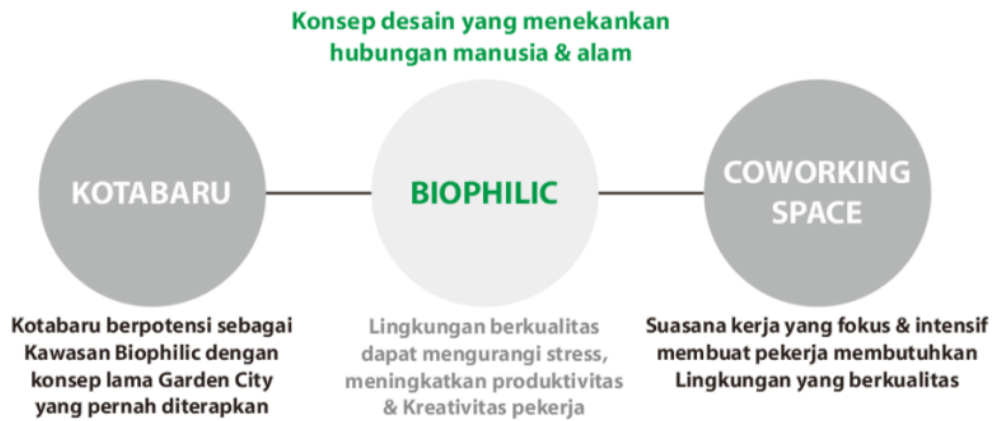 Konsep desain yang menekankan
hubungan manusia & alam
KOTABARU
BIOPHILIC
COWORKING
SPACE
Kotabaru berpotensi sebagai
Kawasan Biophilic dengan
konsep lama Garden City
yang pernah diterapkan
Lingkungan berkualitas
dapat mengurangi stress,
meningkatkan produktivitas
& Kreativitas pekerja
Suasana kerja yang fokus & intensif
membuat pekerja membutuhkan
Lingkungan yang berkualitas